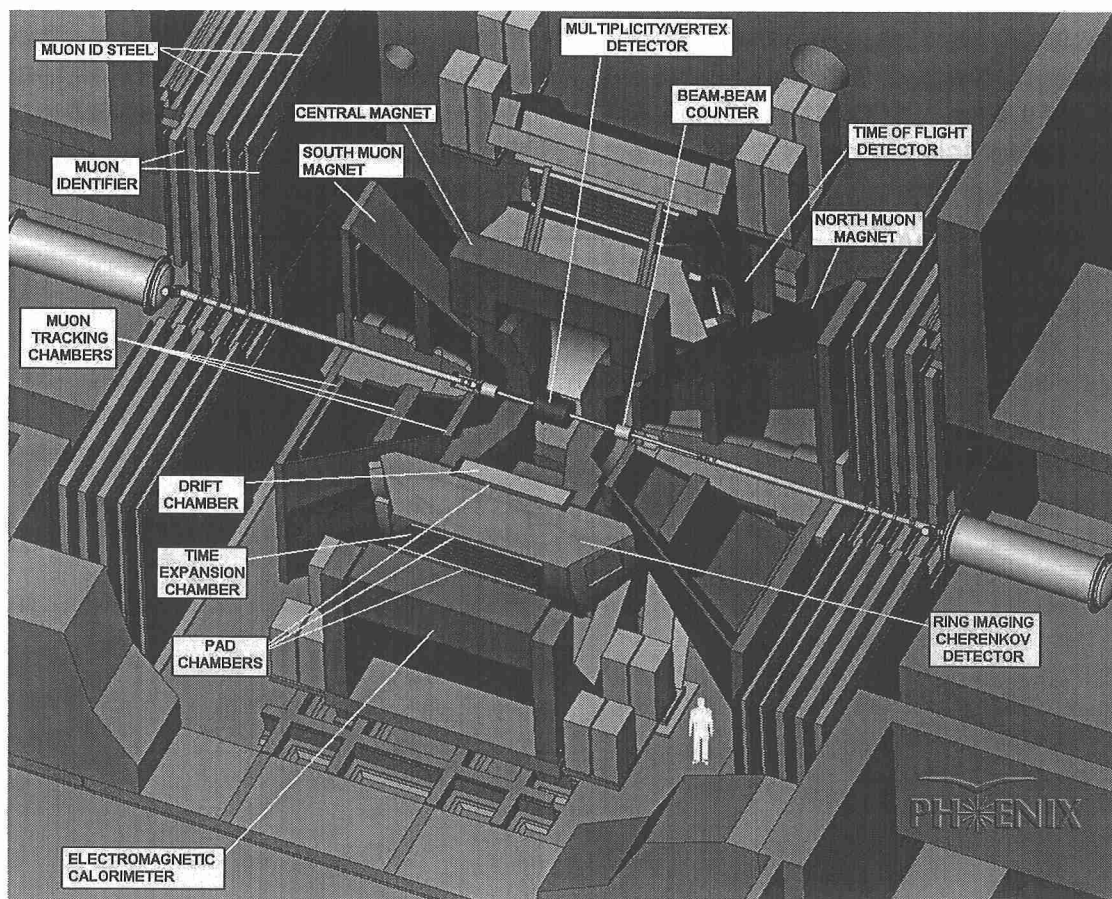 MULTIPLICITY/VERTEX
DETECTOR
MUON ID STEEL
BEAM-BEAM
COUNTER
CENTRAL MAGNET
TIME OF FLIGHT
DETECTOR
SOUTH MUON
MAGNET
MUON
IDENTIFIER
NORTH MUON
MAGNET
MUON
TRACKING
CHAMBERS
DRIFT
CHAMBER
TIME
EXPANSION
CHAMBER
PAD
CHAMBERS
RING IMAGING
CHERENKOV
DETECTOR
PHENIX
ELECTROMAGNETIC
CALORIMETER